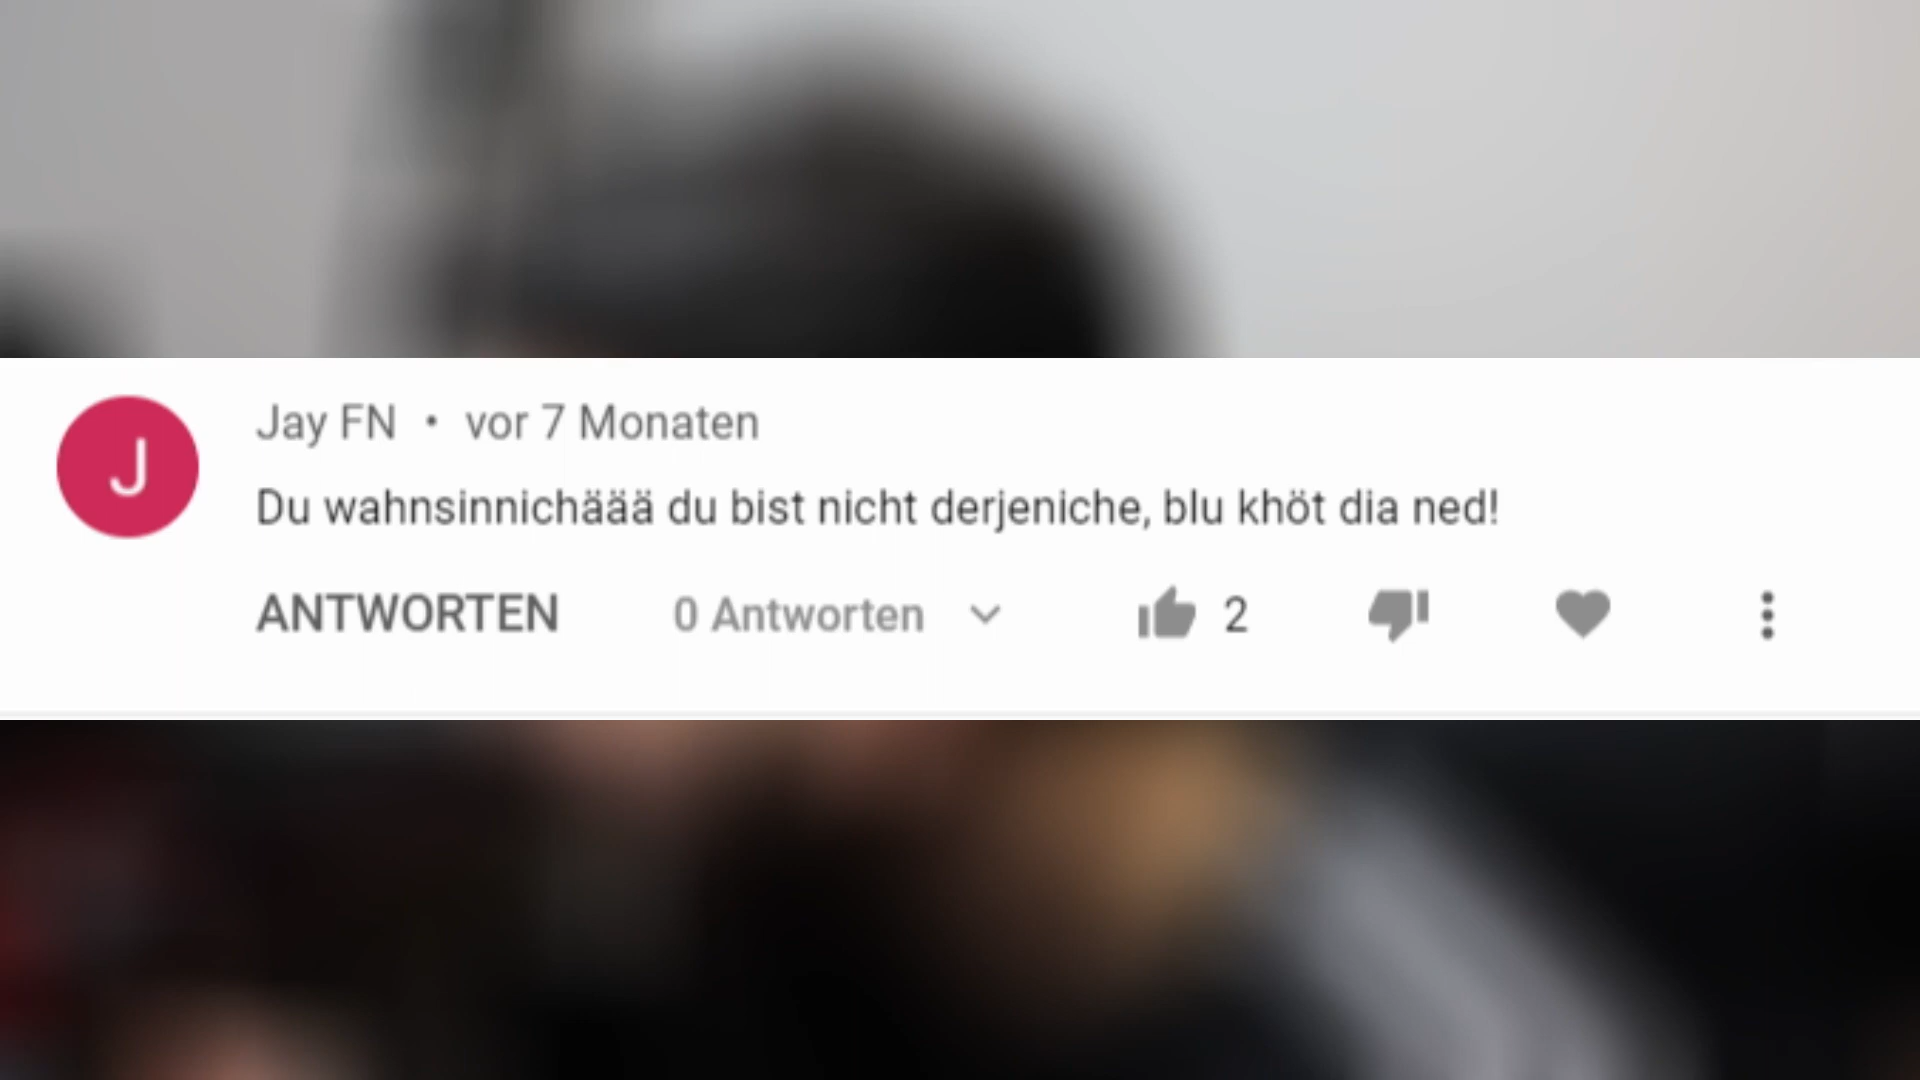 J
Jay FN • vor 7 Monaten
Du wahnsinnichäää du bist nicht derjeniche, blu khöt dia ned!
ANTWORTEN 0 Antworten 2